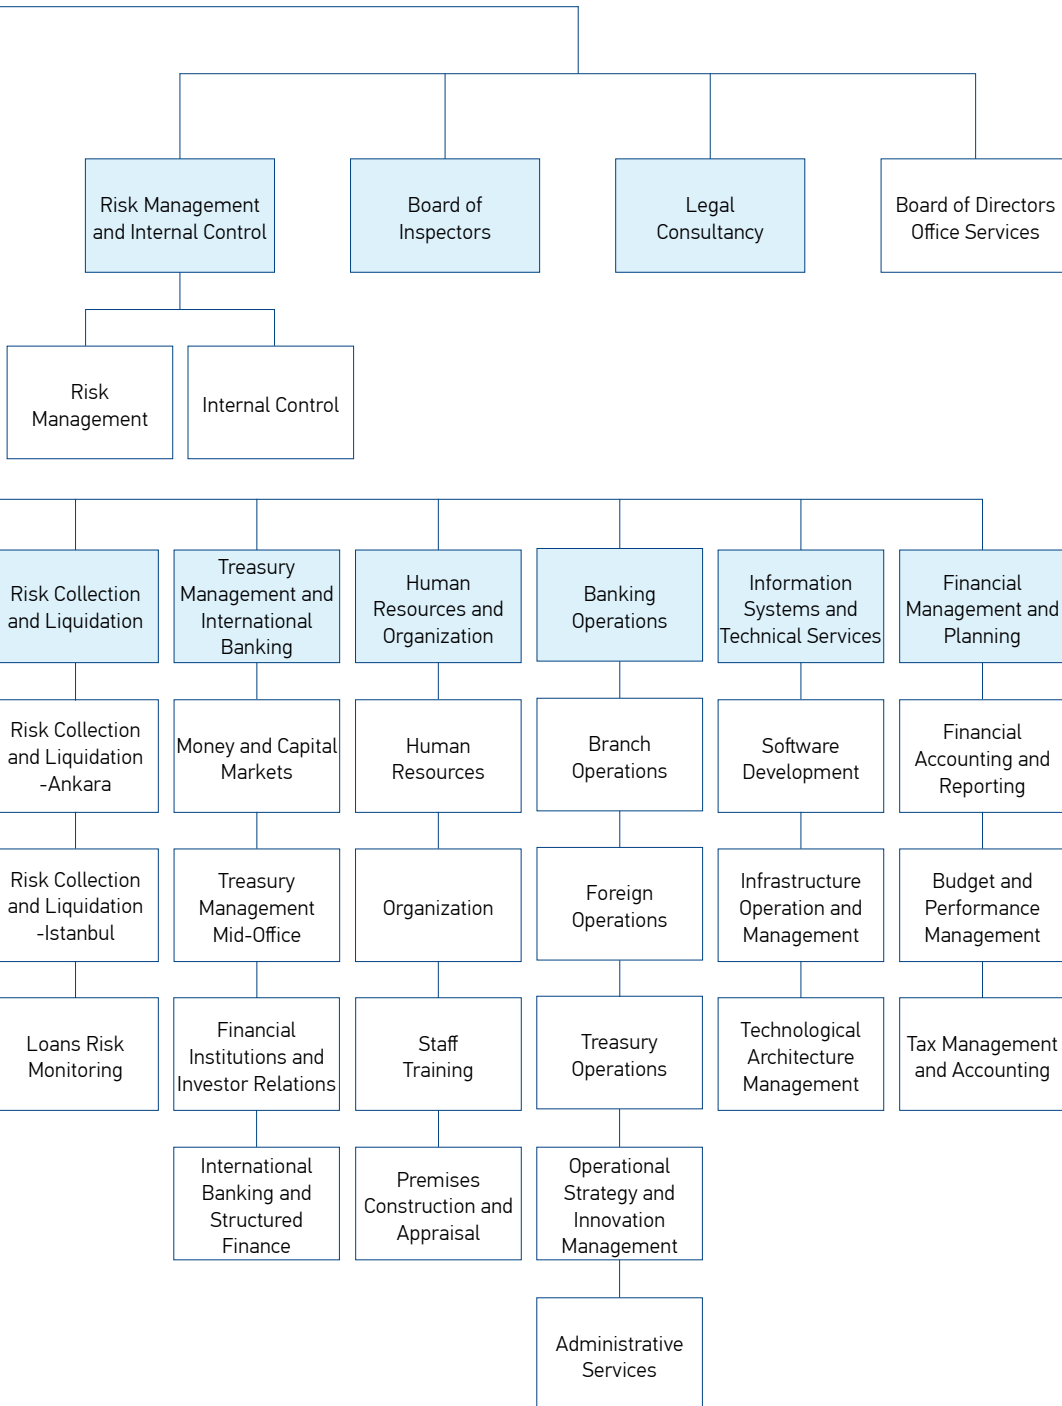 Risk Management
and Internal Control
Board of
Inspectors
Legal
Consultancy
Board of Directors
Office Services
Risk
Management
Internal Control
Risk Collection
and Liquidation
Treasury
Management and
International
Banking
Human
Resources and
Organization
Banking
Operations
Information
Systems and
Technical Services
Financial
Management and
Planning
Risk Collection
and Liquidation
-Ankara
Money and Capital
Markets
Human
Resources
Branch
Operations
Software
Development
Financial
Accounting and
Reporting
Risk Collection
and Liquidation
-Istanbul
Treasury
Management
Mid-Office
Organization
Foreign
Operations
Infrastructure
Operation and
Management
Budget and
Performance
Management
Loans Risk
Monitoring
Financial
Institutions and
Investor Relations
Staff
Training
Treasury
Operations
Technological
Architecture
Management
Tax Management
and Accounting
International
Banking and
Structured
Finance
Premises
Construction and
Appraisal
Operational
Strategy and
Innovation
Management
Administrative
Services